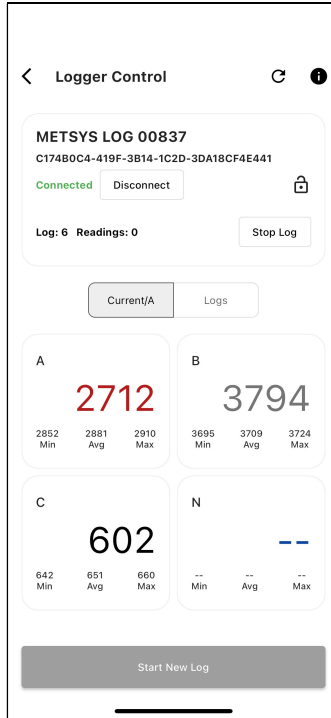 Logger Control
METSYS LOG 00837
C174B0C4-419F-3B14-1C2D-3DA18CF4E441
Connected Disconnect
Log: 6 Readings: 0 Stop Log
Current/A Logs
A
2712
2852 2881 2910
Min Avg Max
B
3794
3695 3709 3724
Min Avg Max
C
602
642 651 660
Min Avg Max
N
--
-- -- --
Min Avg Max
Start New Log